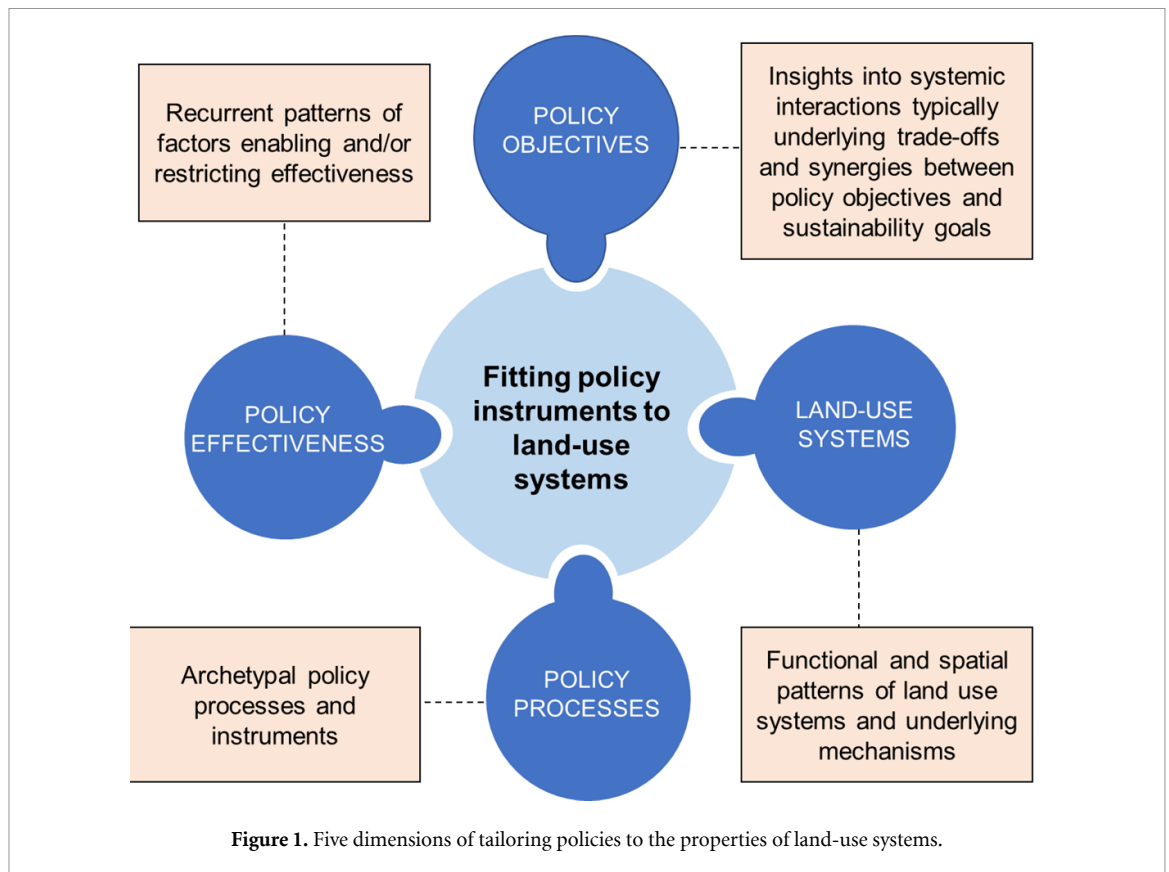 Recurrent patterns of
factors enabling and/or
restricting effectiveness
POLICY
OBJECTIVES
Insights into systemic
interactions typically
underlying trade-offs
and synergies between
policy objectives and
sustainability goals
POLICY
EFFECTIVENESS
Fitting policy
instruments to
land-use
systems
LAND-USE
SYSTEMS
Archetypal policy
processes and
instruments
POLICY
PROCESSES
Functional and spatial
patterns of land use
systems and underlying
mechanisms
Figure 1. Five dimensions of tailoring policies to the properties of land-use systems.